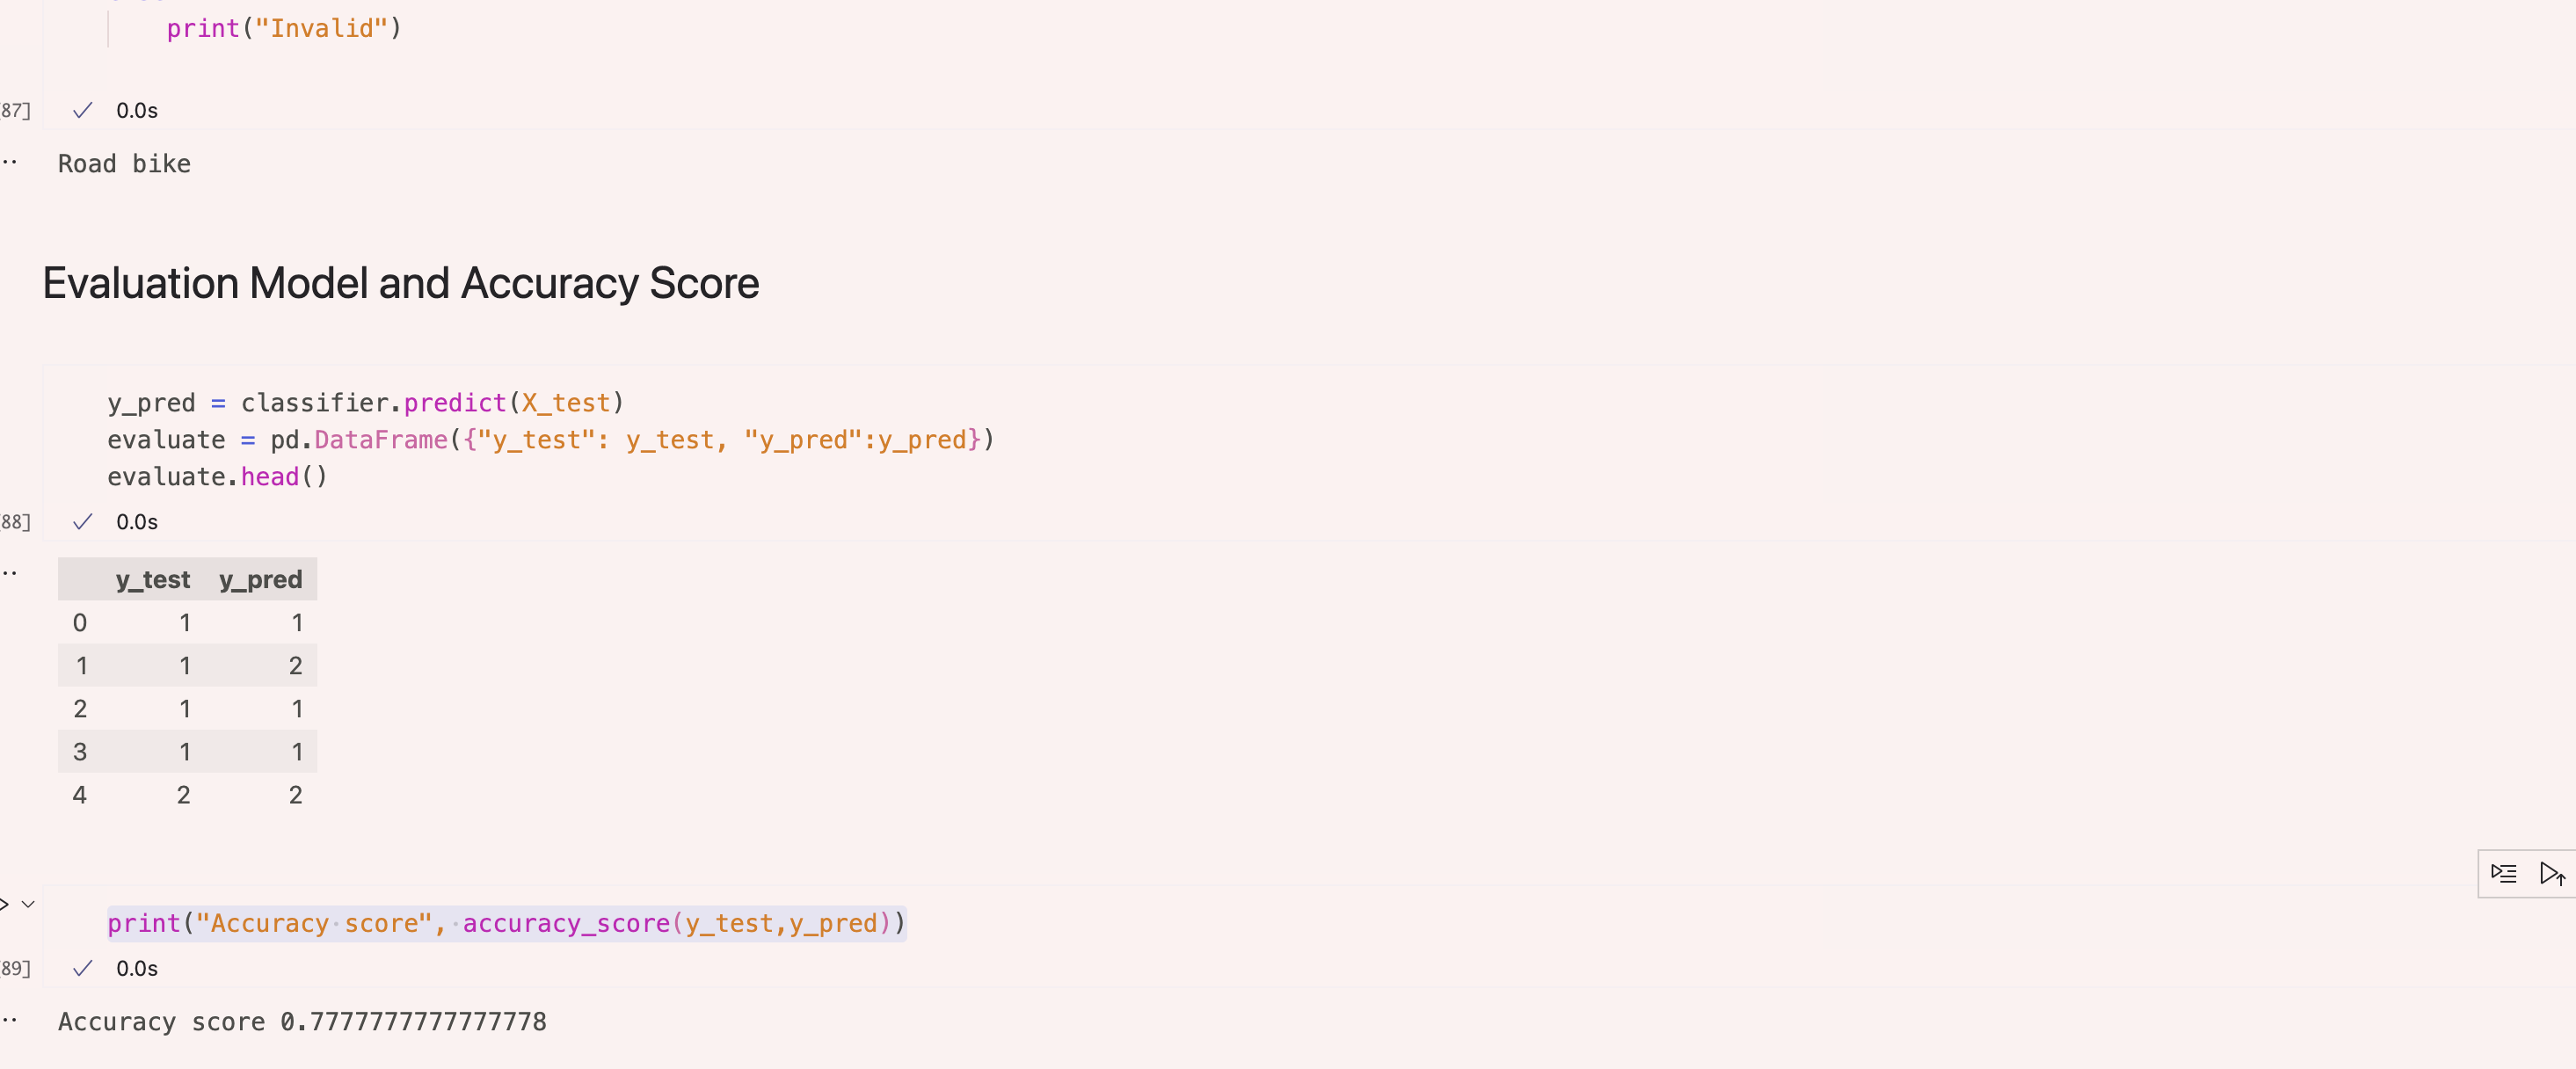 print("Invalid")
87]
0.0s
Road bike
Evaluation Model and Accuracy Score
y_pred = classifier.predict(X_test)
evaluate = pd.DataFrame({"y_test": y_test, "y_pred":y_pred})
evaluate.head()
88]
0.0s
y_test y_pred
0 1 1
1 1 2
2 1 1
3 1 1
4 2 2
print("Accuracy score", accuracy_score(y_test,y_pred))
89]
0.0s
Accuracy score 0.7777777777777778